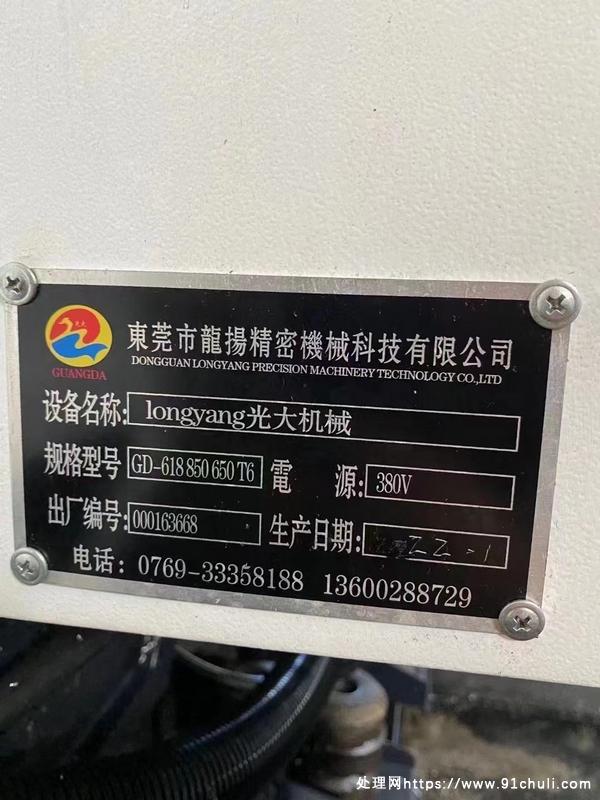 東莞市龍揚精密機械科技有限公司
DONGGUAN LONGYANG PRECISION MACHINERY TECHNOLOGY CO.,LTD
GUANGDA
设备名称: longyang光大机械
规格型号 GD-618 850 650 T6 電 源: 380V
出厂编号: 000163668 生产日期: 22-1
电话: 0769-33358188 13600288729
处理网https://www.91chuli.com/